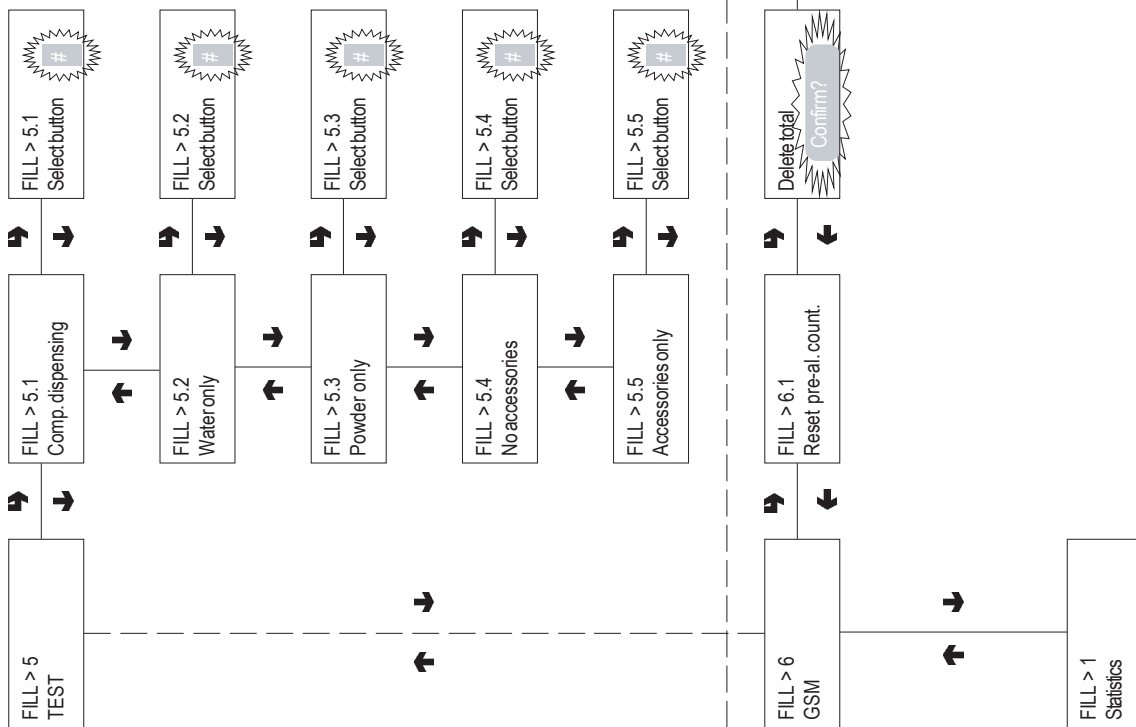 FILL > 5
TEST
FILL > 5.1
Comp. dispensing
FILL > 5.1
Select button
#
FILL > 5.2
Water only
FILL > 5.2
Select button
#
FILL > 5.3
Powder only
FILL > 5.3
Select button
#
FILL > 5.4
No accessories
FILL > 5.4
Select button
#
FILL > 5.5
Accessories only
FILL > 5.5
Select button
#
FILL > 6
GSM
FILL > 6.1
Reset pre-al. count.
Delete total
Confirm?
FILL > 1
Statistics